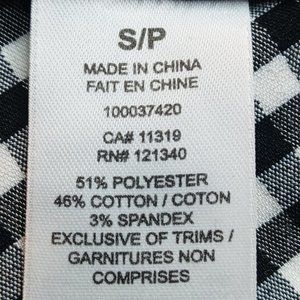 S/P
MADE IN CHINA
FAIT EN CHINE
100037420
CA# 11319
RN# 121340
51% POLYESTER
46% COTTON / COTON
3% SPANDEX
EXCLUSIVE OF TRIMS /
GARNITURES NON
COMPRISES